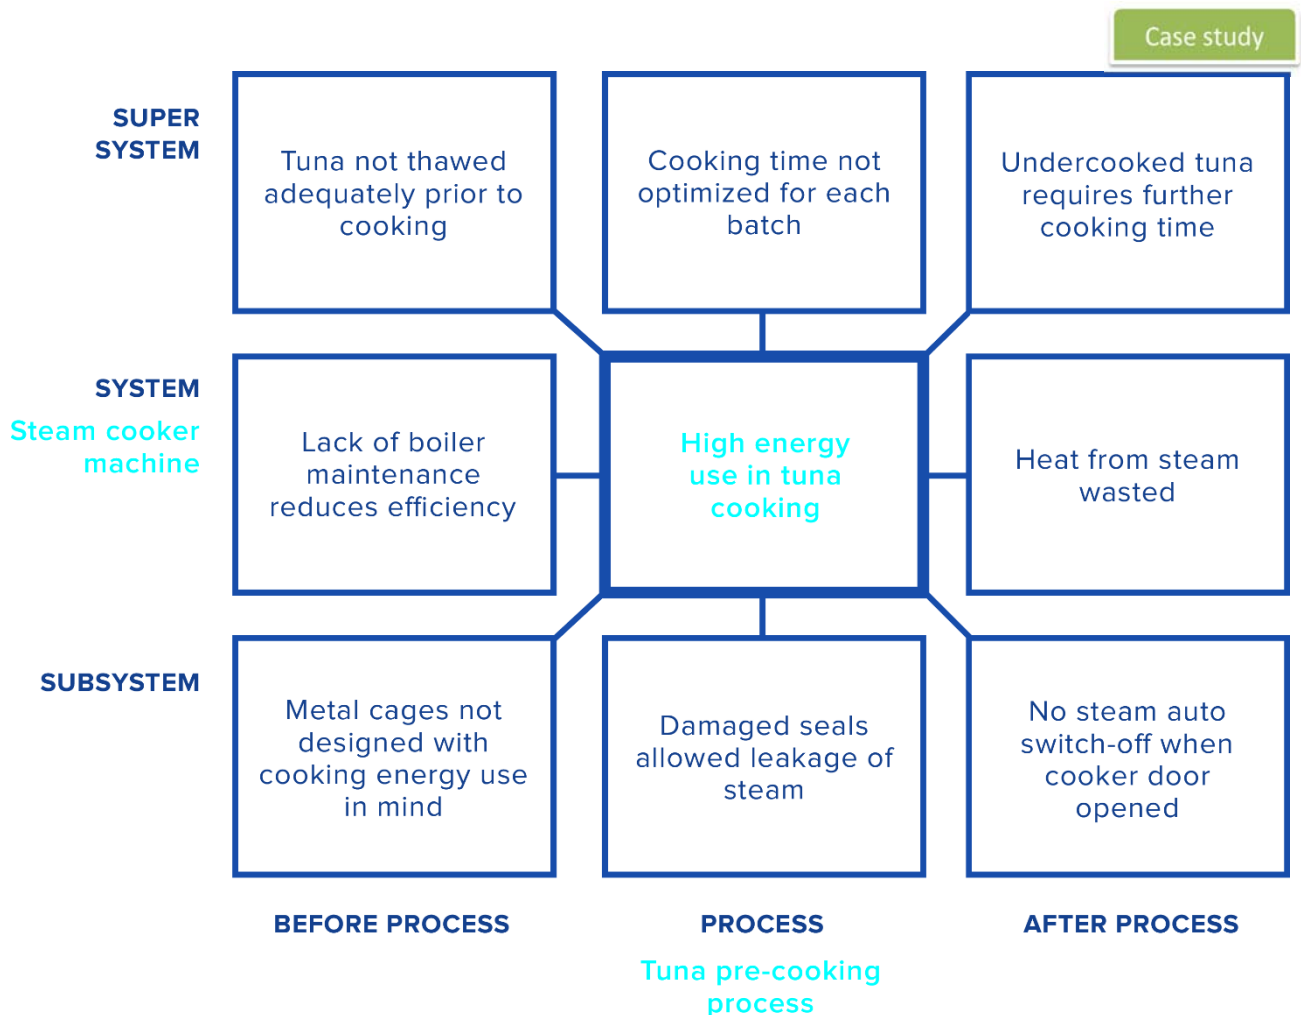 Case study
SUPER
SYSTEM
Tuna not thawed
adequately prior to
cooking
Cooking time not
optimized for each
batch
Undercooked tuna
requires further
cooking time
SYSTEM
Steam cooker
machine
Lack of boiler
maintenance
reduces efficiency
High energy
use in tuna
cooking
Heat from steam
wasted
SUBSYSTEM
Metal cages not
designed with
cooking energy use
in mind
Damaged seals
allowed leakage of
steam
No steam auto
switch-off when
cooker door
opened
BEFORE PROCESS
PROCESS
AFTER PROCESS
Tuna pre-cooking
process